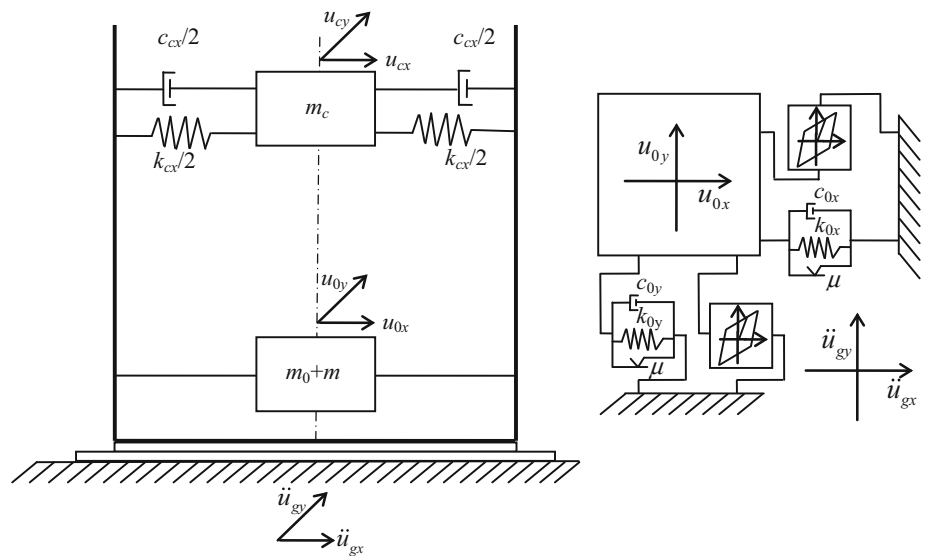 u_cy
c_cx/2
c_cx/2
u_cx
m_c
k_cx/2
k_cx/2
u_0y
u_0x
m_0+m
ü_gy
ü_gx
u_0y
u_0x
c_0x
k_0x
μ
c_0y
k_0y
μ
ü_gy
ü_gx